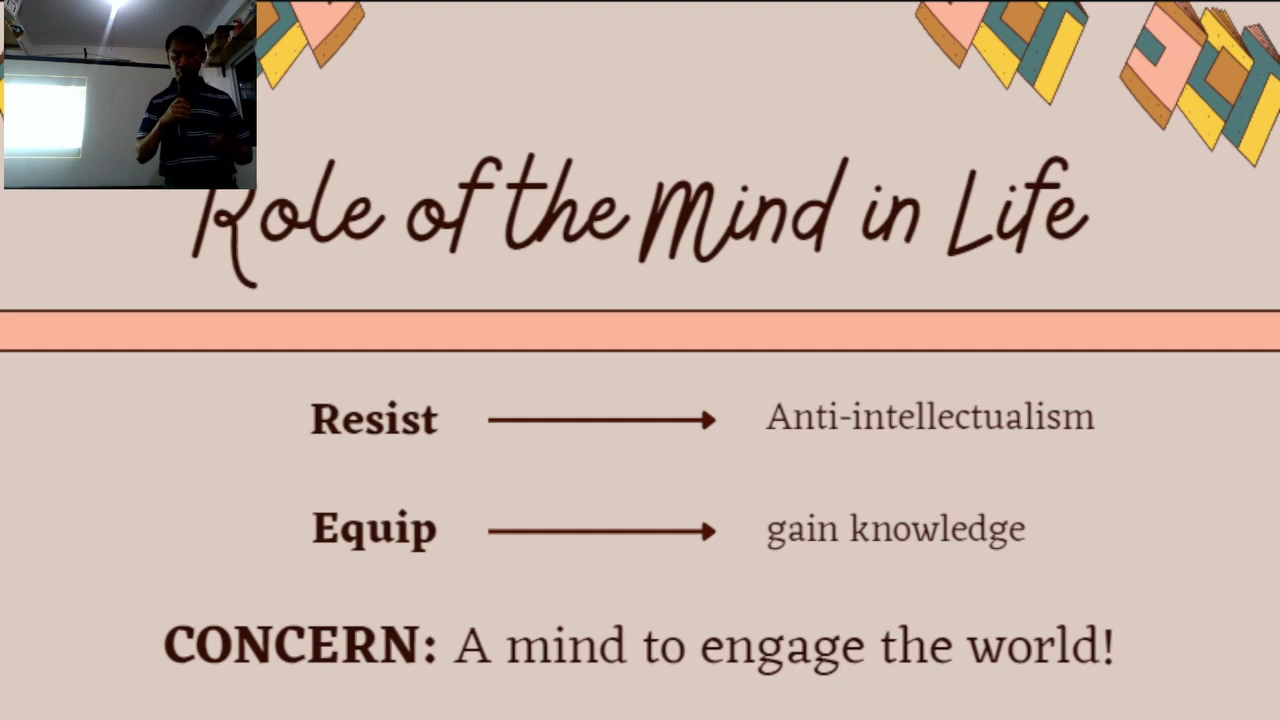 Role of the Mind in Life
Resist Anti-intellectualism
Equip gain knowledge
CONCERN: A mind to engage the world!